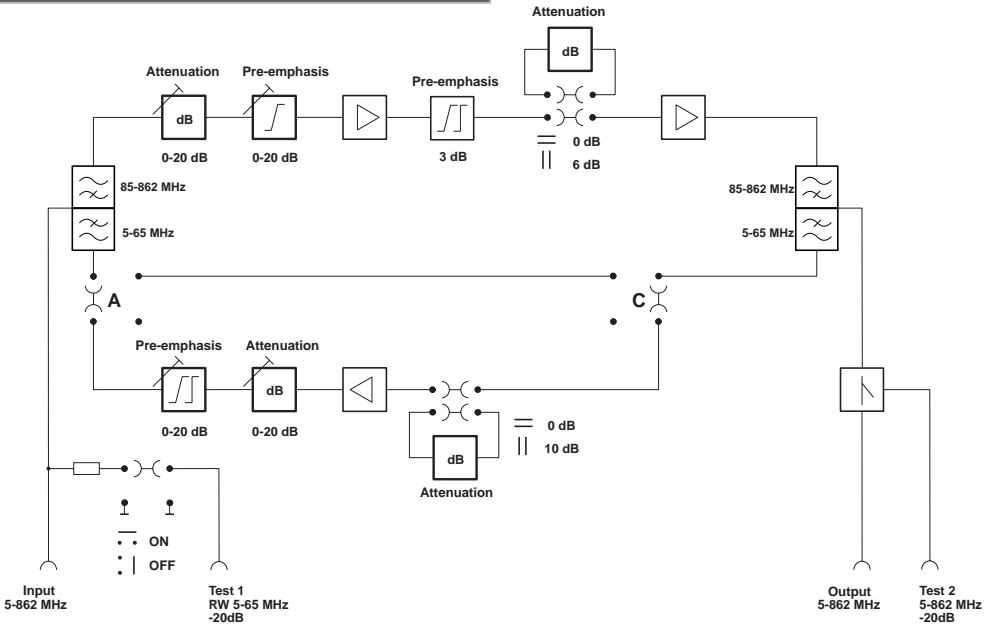 Attenuation
dB
Attenuation
Pre-emphasis
Pre-emphasis
dB
0-20 dB
0-20 dB
3 dB
0 dB
6 dB
85-862 MHz
5-65 MHz
85-862 MHz
5-65 MHz
A
C
Pre-emphasis
Attenuation
dB
0-20 dB
0-20 dB
0 dB
10 dB
dB
Attenuation
ON
OFF
Input
5-862 MHz
Test 1
RW 5-65 MHz
-20dB
Output
5-862 MHz
Test 2
5-862 MHz
-20dB